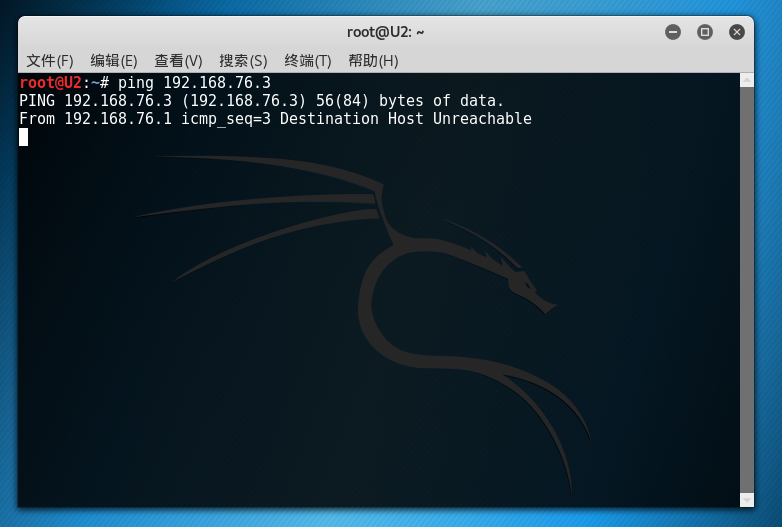 root@U2: ~
文件(F) 编辑(E) 查看(V) 搜索(S) 终端(T) 帮助(H)
root@U2:~# ping 192.168.76.3
PING 192.168.76.3 (192.168.76.3) 56(84) bytes of data.
From 192.168.76.1 icmp_seq=3 Destination Host Unreachable